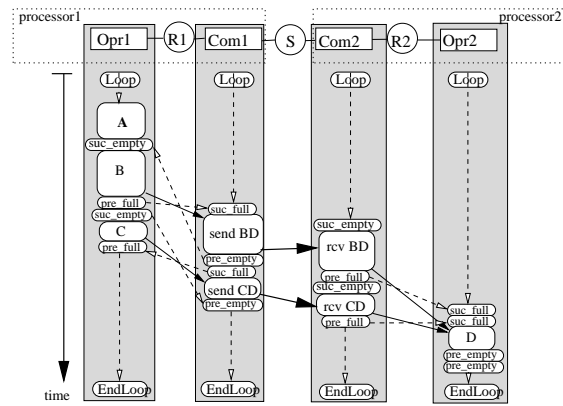 processor1
processor2
Opr1 R1 Com1 S Com2 R2 Opr2
Loop Loop Loop Loop
A
suc_empty
B
pre_full
suc_empty
C
pre_full
EndLoop
suc_full
send BD
pre_empty
suc_full
send CD
pre_empty
EndLoop
suc_empty
rcv BD
pre_full
suc_empty
rcv CD
pre_full
EndLoop
suc_full
suc_full
D
pre_empty
pre_empty
EndLoop
time